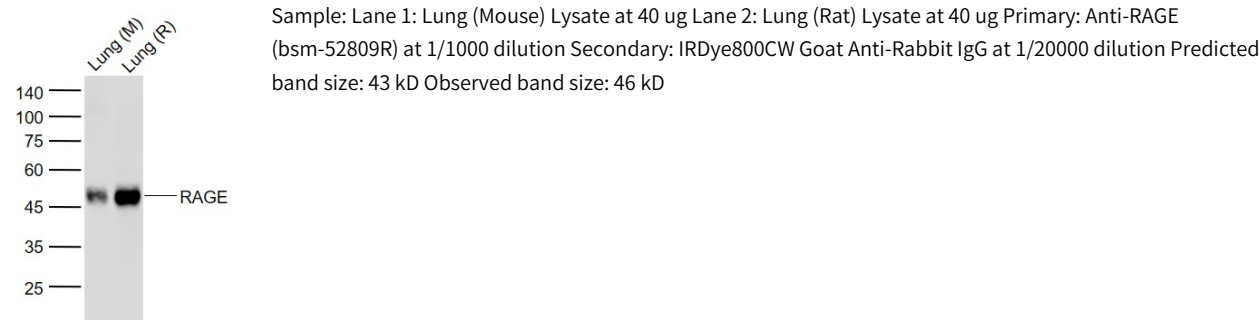 Lung (M)
Lung (R)
140
100
75
60
45
35
25
RAGE
Sample: Lane 1: Lung (Mouse) Lysate at 40 ug Lane 2: Lung (Rat) Lysate at 40 ug Primary: Anti-RAGE
(bsm-52809R) at 1/1000 dilution Secondary: IRDye800CW Goat Anti-Rabbit IgG at 1/20000 dilution Predicted
band size: 43 kD Observed band size: 46 kD